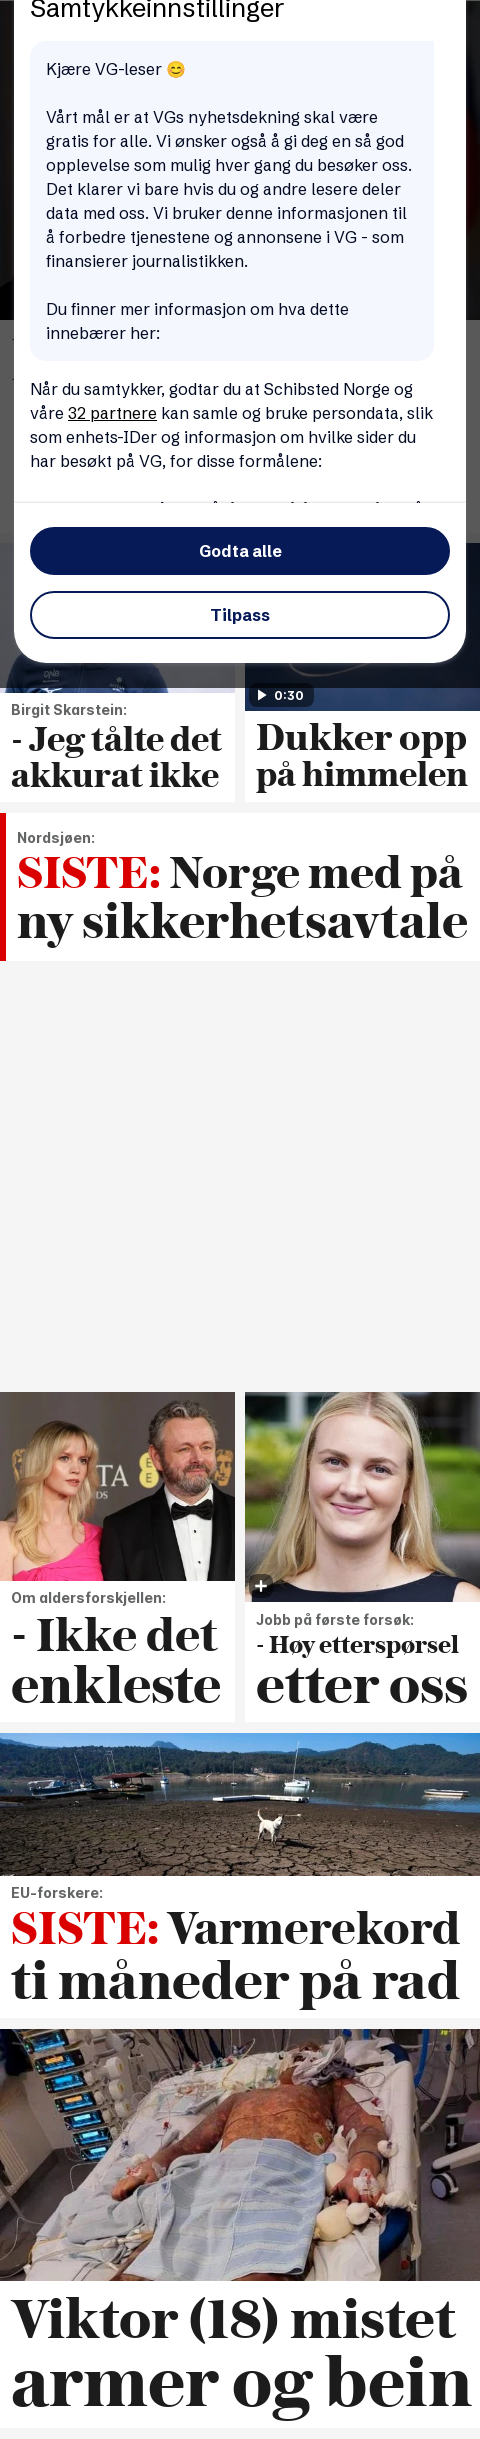 Samtykkeinnstillinger
Kjære VG-leser 😊
Vårt mål er at VGs nyhetsdekning skal være
gratis for alle. Vi ønsker også å gi deg en så god
opplevelse som mulig hver gang du besøker oss.
Det klarer vi bare hvis du og andre lesere deler
data med oss. Vi bruker denne informasjonen til
å forbedre tjenestene og annonsene i VG - som
finansierer journalistikken.
Du finner mer informasjon om hva dette
innebærer her:
Når du samtykker, godtar du at Schibsted Norge og
våre 32 partnere kan samle og bruke persondata, slik
som enhets-IDer og informasjon om hvilke sider du
har besøkt på VG, for disse formålene:
Godta alle
Tilpass
0:30
Birgit Skarstein:
- Jeg tålte det
akkurat ikke
Dukker opp
på himmelen
Nordsjøen:
SISTE: Norge med på
ny sikkerhetsavtale
Om aldersforskjellen:
- Ikke det
enkleste
Jobb på første forsøk:
- Høy etterspørsel
etter oss
EU-forskere:
SISTE: Varmerekord
ti måneder på rad
Viktor (18) mistet
armer og bein